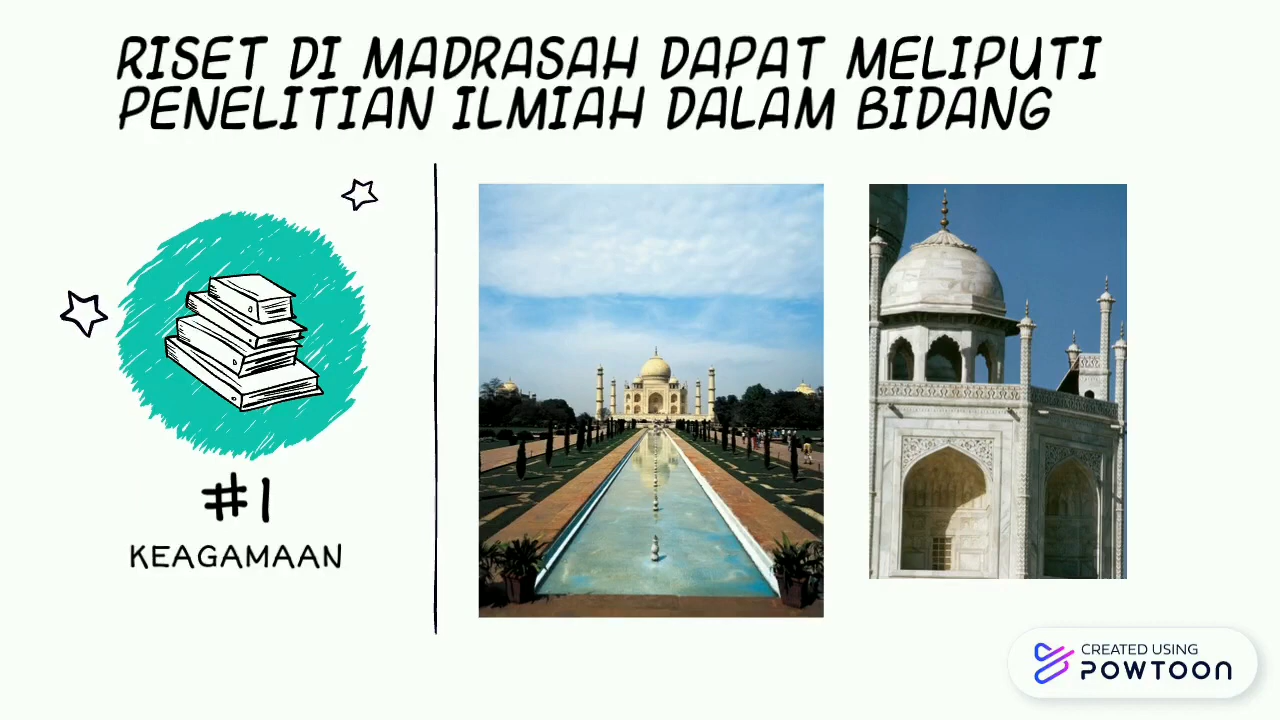 RISET DI MADRASAH DAPAT MELIPUTI
PENELITIAN ILMIAH DALAM BIDANG
#1
KEAGAMAAN
CREATED USING
POWTOON